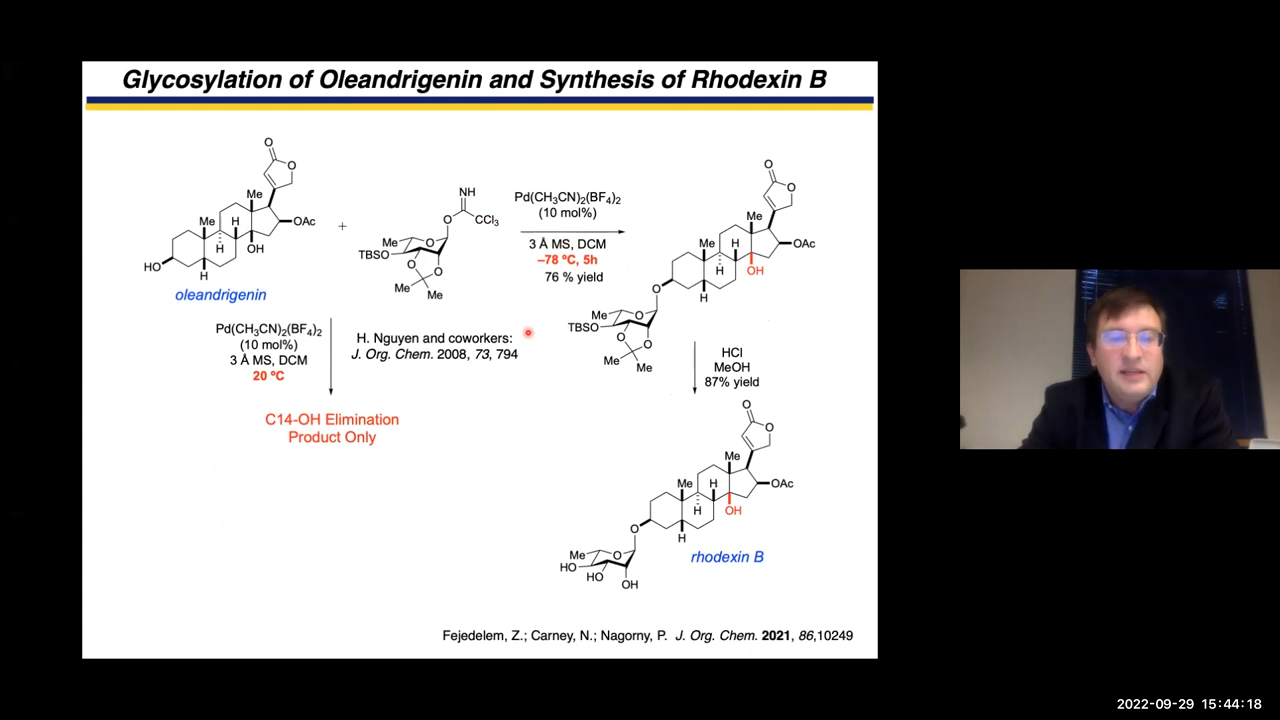 Glycosylation of Oleandrigenin and Synthesis of Rhodexin B
O
O
Me
OAc
Me
H
H
OH
HO
H
oleandrigenin
+
NH
O
CCl3
Me
O
TBSO
O
O
Me
Me
Pd(CH3CN)2(BF4)2
(10 mol%)
3 Å MS, DCM
–78 ºC, 5h
76 % yield
O
O
Me
OAc
Me
H
H
OH
O
H
Me
O
TBSO
O
O
Me
Me
Pd(CH3CN)2(BF4)2
(10 mol%)
3 Å MS, DCM
20 ºC
H. Nguyen and coworkers:
J. Org. Chem. 2008, 73, 794
HCl
MeOH
87% yield
C14-OH Elimination
Product Only
O
O
Me
OAc
Me
H
H
OH
O
H
Me
O
HO
HO
OH
rhodexin B
Fejedelem, Z.; Carney, N.; Nagorny, P. J. Org. Chem. 2021, 86,10249
2022-09-29 15:44:18